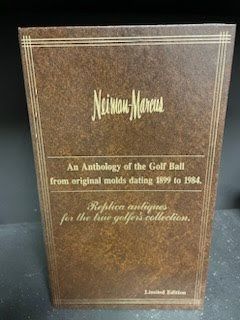 Neiman-Marcus
An Anthology of the Golf Ball
from original molds dating 1899 to 1984.
Replica antiques
for the true golfer's collection.
Limited Edition